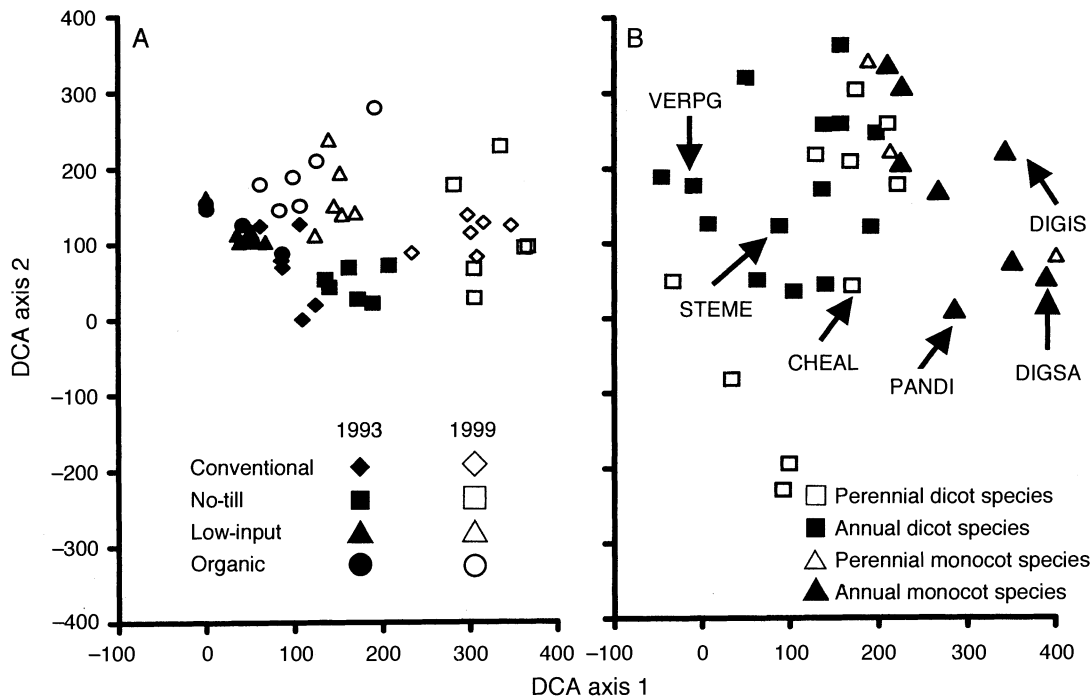 A
400
300
200
100
0
−100
−200
−300
−400
DCA axis 2
1993 1999
Conventional
No-till
Low-input
Organic
−100 0 100 200 300 400
B
VERPG
STEME
CHEAL
PANDI
DIGIS
DIGSA
Perennial dicot species
Annual dicot species
Perennial monocot species
Annual monocot species
−100 0 100 200 300 400
DCA axis 1